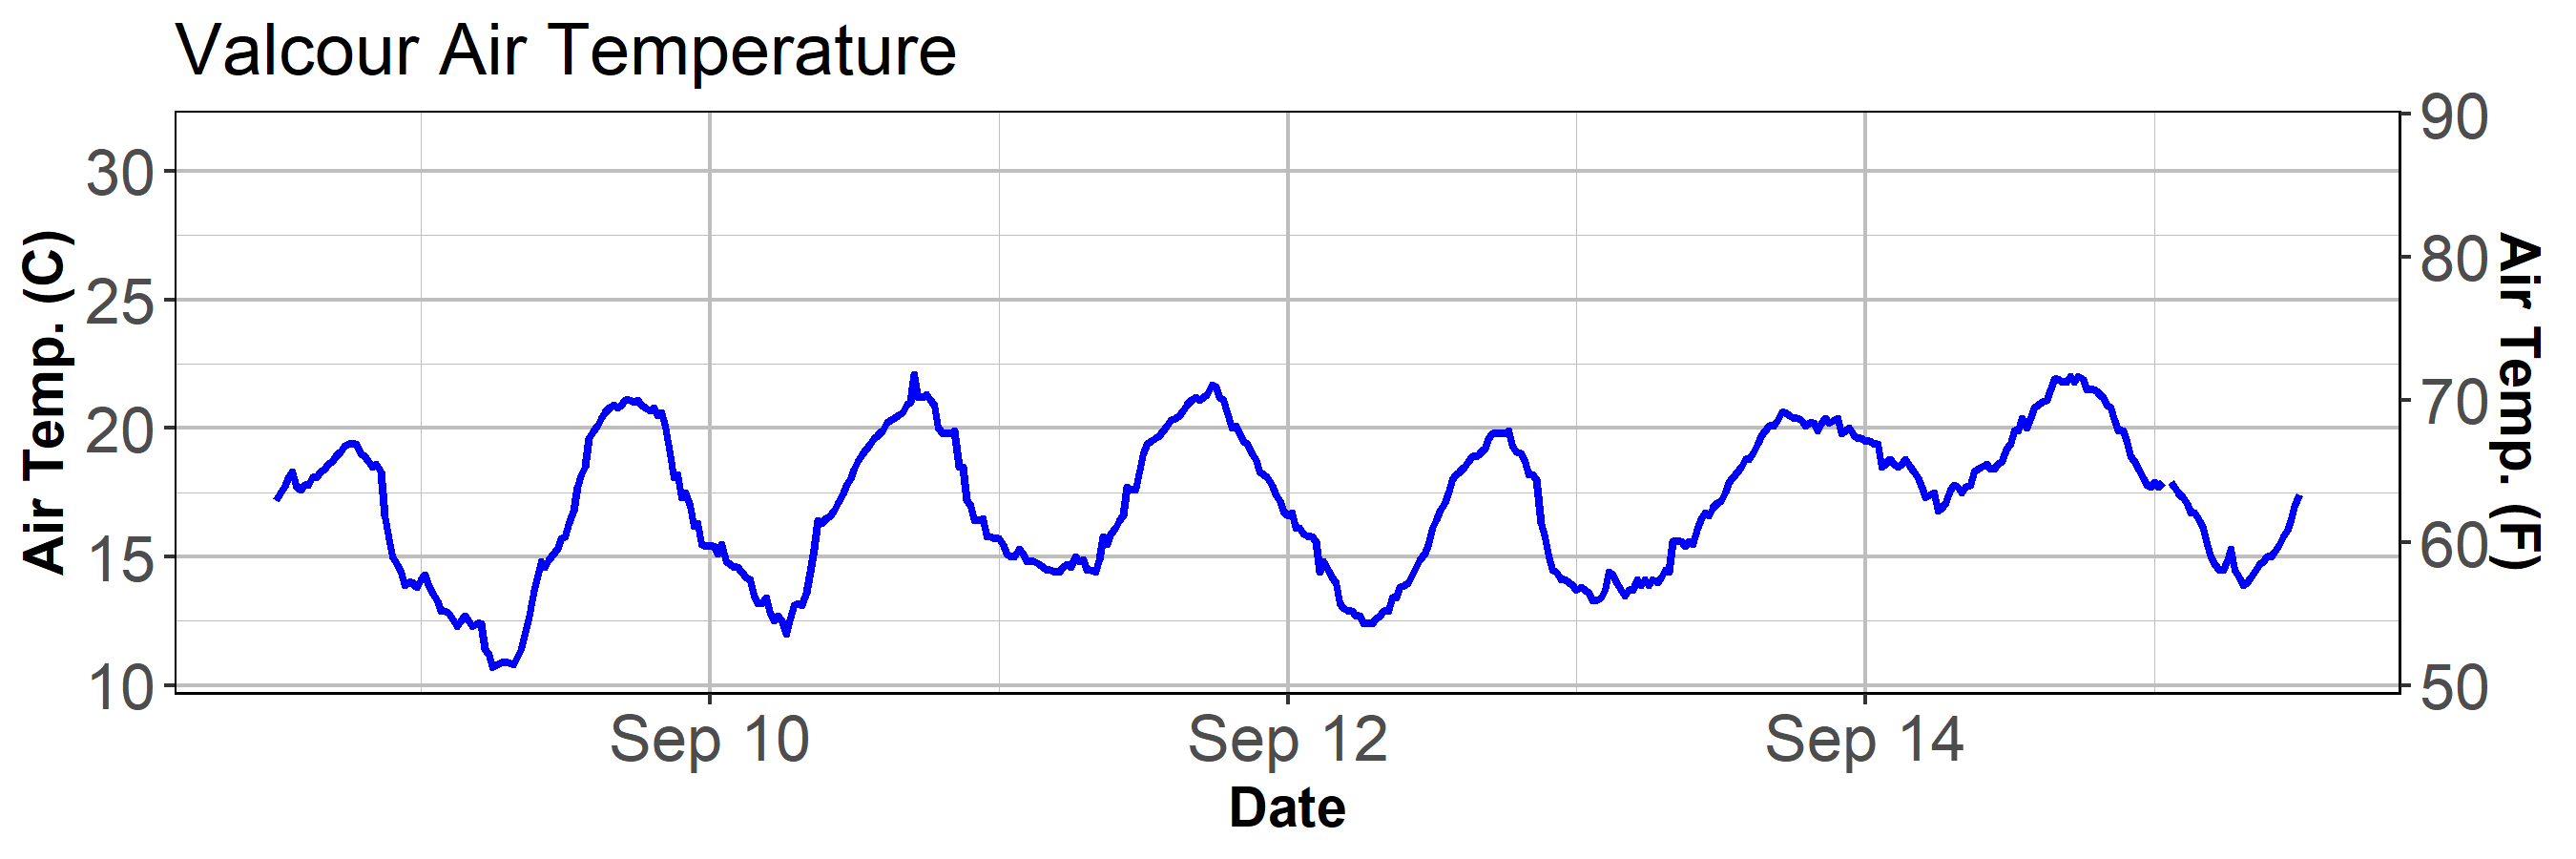 Valcour Air Temperature
Air Temp. (C)
30
25
20
15
10
90
80
70
60
50
Air Temp. (F)
Sep 10
Sep 12
Sep 14
Date